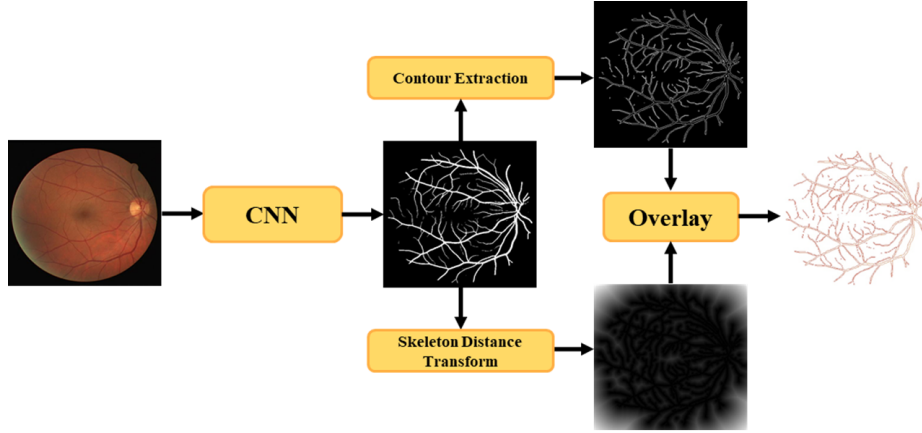 Contour Extraction
CNN
Overlay
Skeleton Distance
Transform